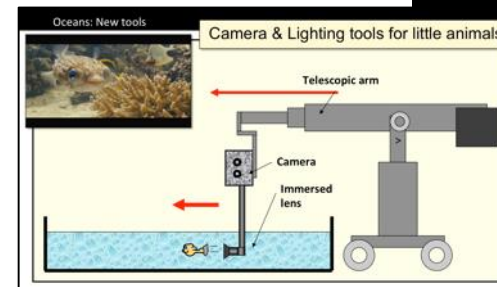 Oceans: New tools
Camera & Lighting tools for little animals
Telescopic arm
Camera
Immersed
lens